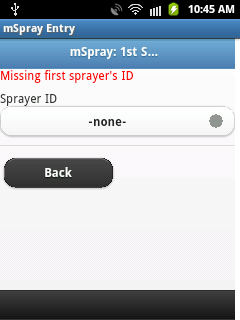 10:45 AM
mSpray Entry
mSpray: 1st S...
Missing first sprayer's ID
Sprayer ID
-none-
Back